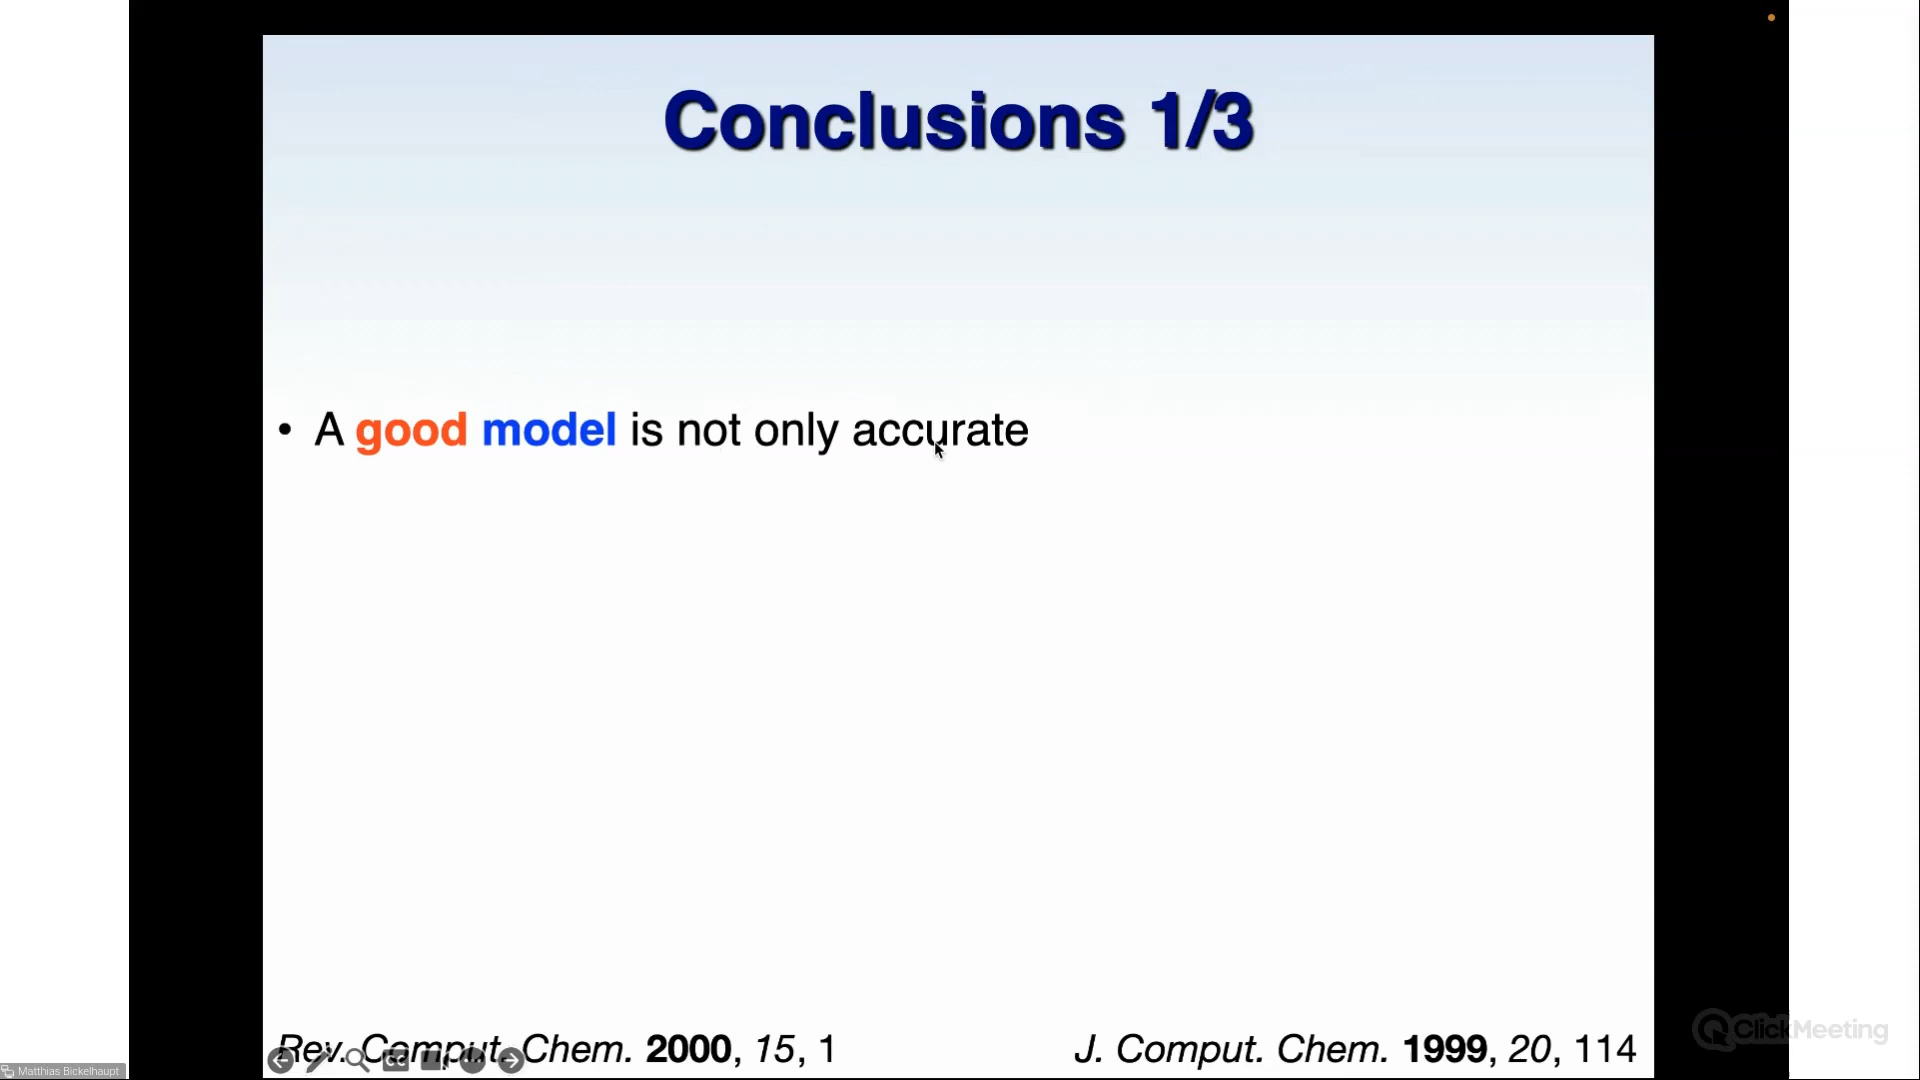 Conclusions 1/3
• A good model is not only accurate
Rev. Comput. Chem. 2000, 15, 1
J. Comput. Chem. 1999, 20, 114
ClickMeeting
Matthias Bickelhaupt